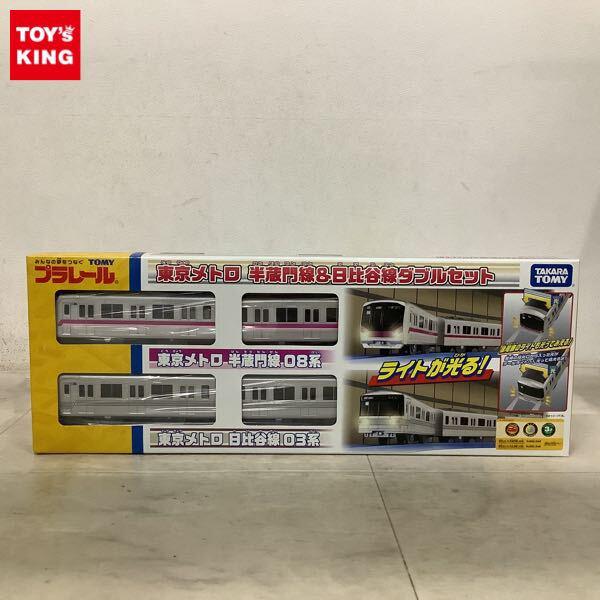 TOY'S
KING
みんなの夢をつなぐ TOMY
プラレール
東京メトロ 半蔵門線&日比谷線ダブルセット
TAKARA
TOMY
東京メトロ 半蔵門線 08系
ライトが光る!
東京メトロ 日比谷線 03系